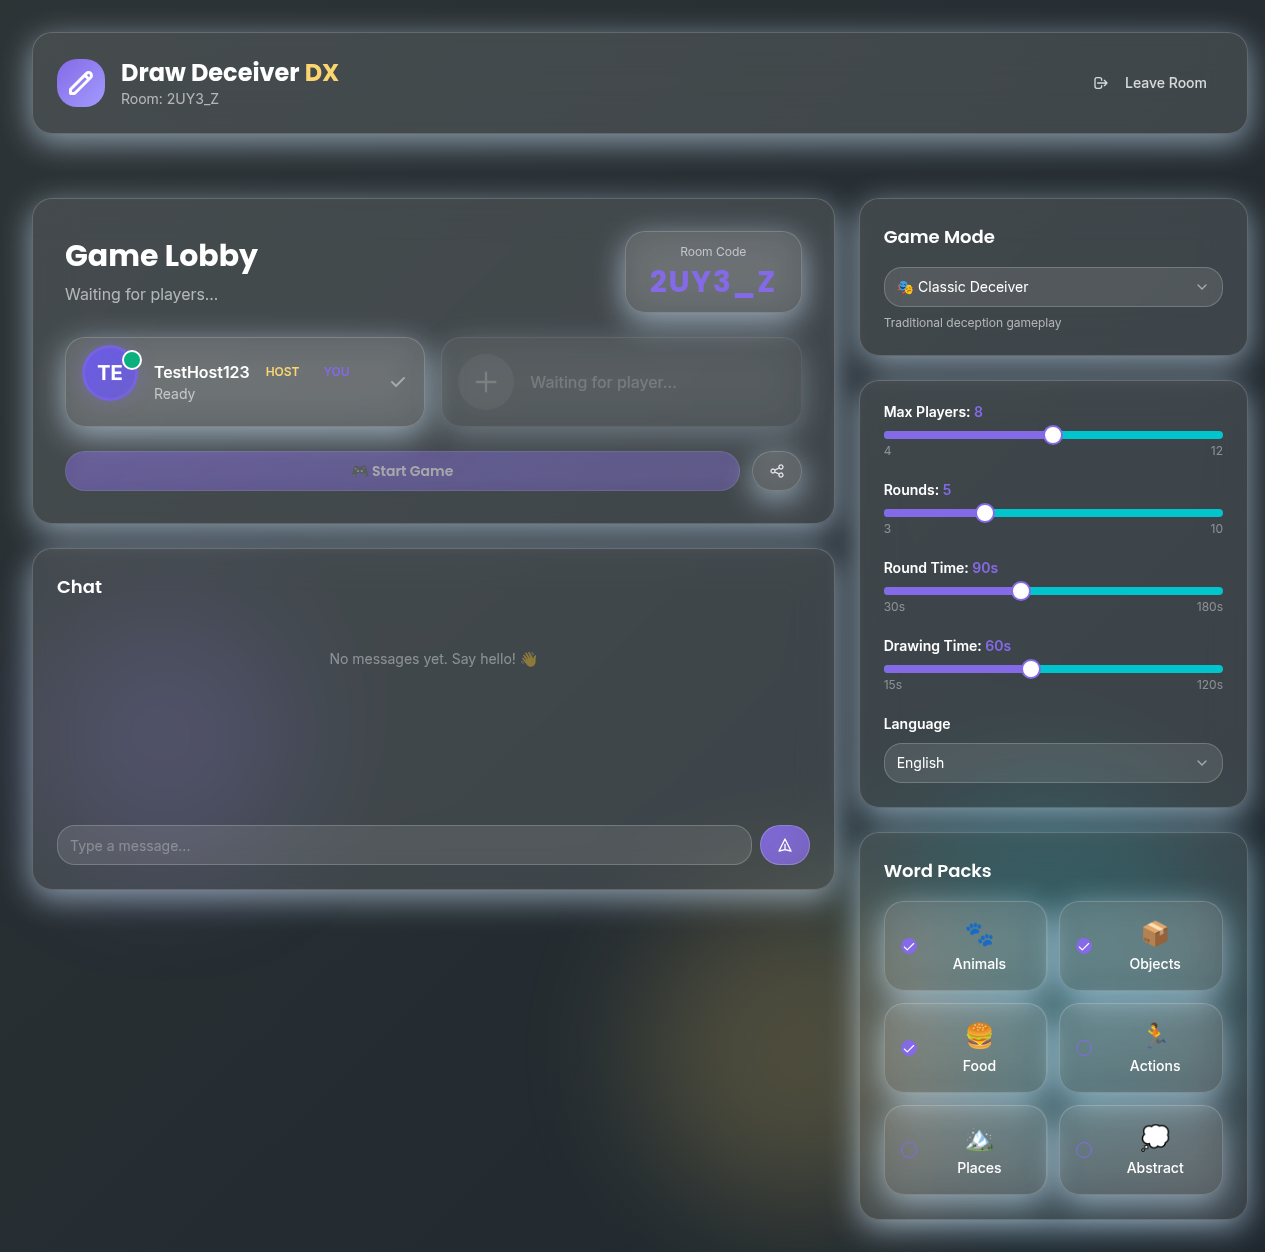 Draw Deceiver DX
Room: 2UY3_Z
Leave Room
Game Lobby
Waiting for players...
Room Code
2UY3_Z
TE
TestHost123 HOST YOU
Ready
Waiting for player...
🎮 Start Game
Chat
No messages yet. Say hello! 👋
Type a message...
Game Mode
🎭 Classic Deceiver
Traditional deception gameplay
Max Players: 8
4 12
Rounds: 5
3 10
Round Time: 90s
30s 180s
Drawing Time: 60s
15s 120s
Language
English
Word Packs
Animals
Objects
Food
Actions
Places
Abstract